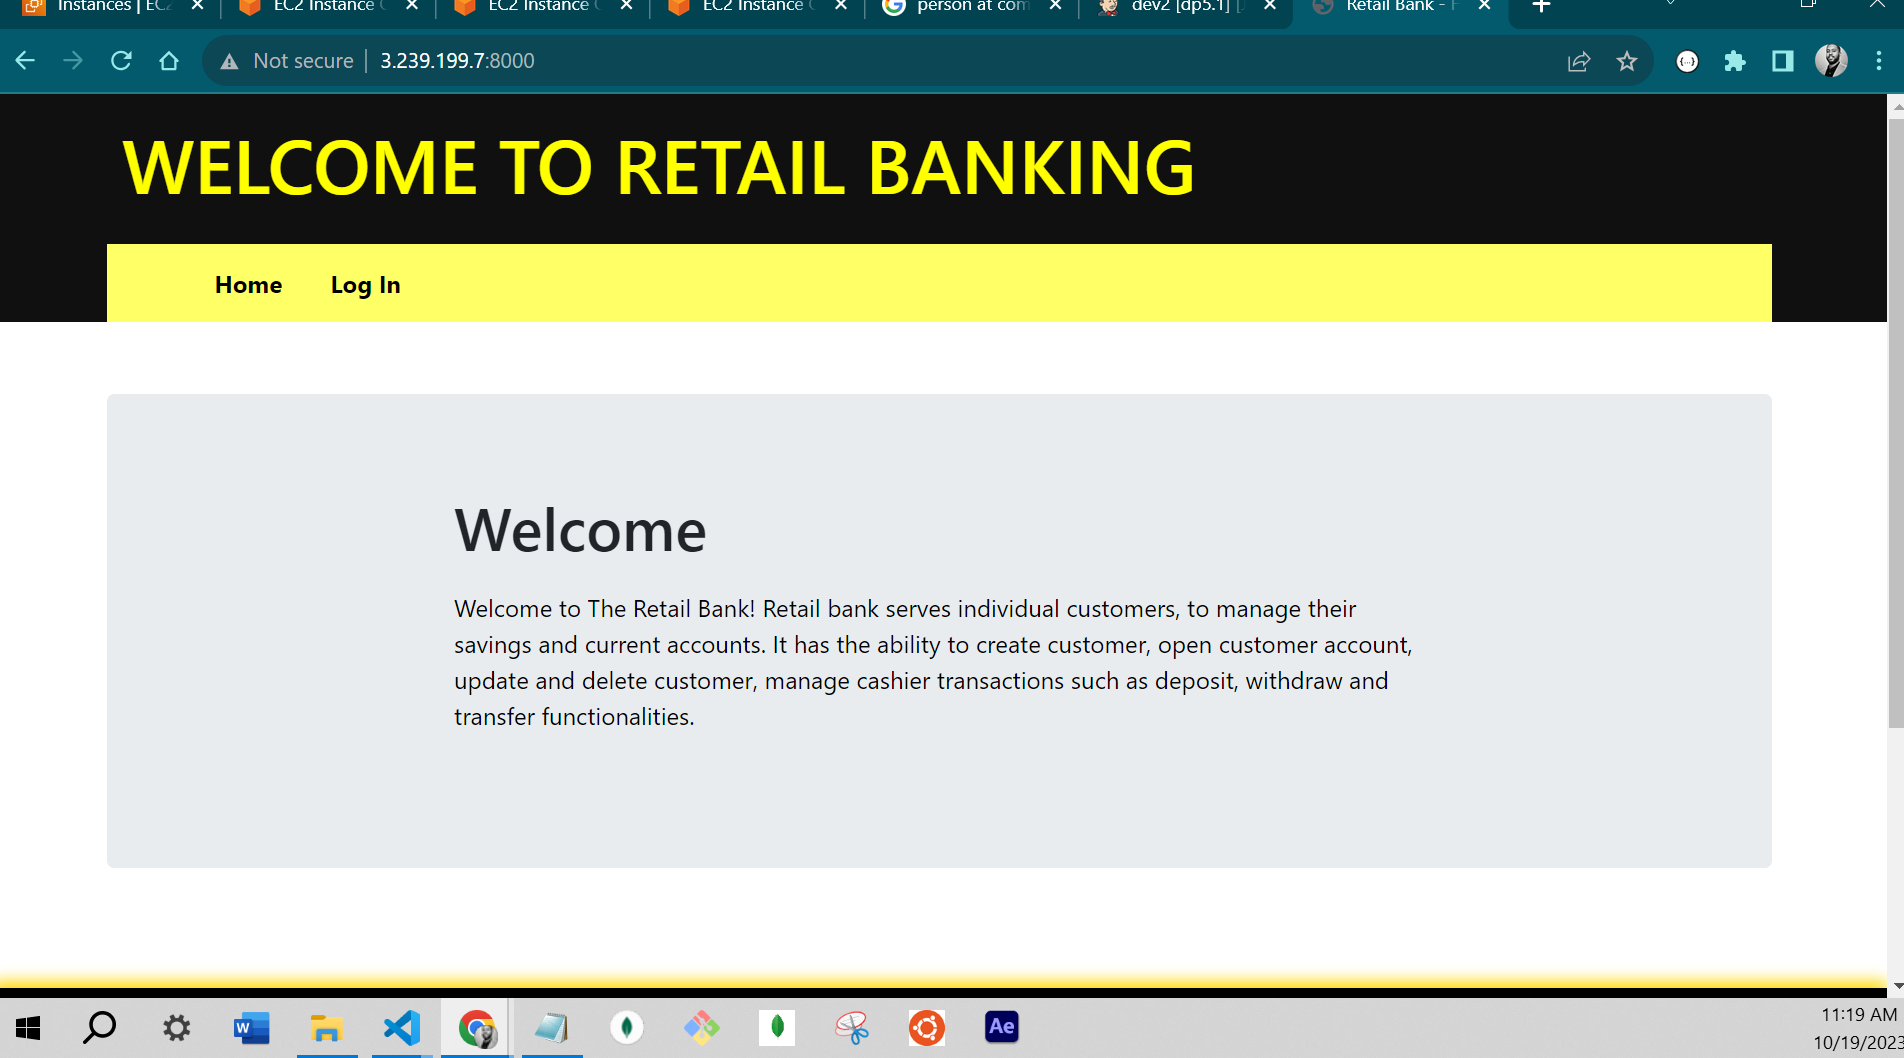 Instances | EC2
EC2 Instance
EC2 Instance
EC2 Instance
person at com
dev2 [dp5.1]
Retail Bank -
Not secure
3.239.199.7:8000
WELCOME TO RETAIL BANKING
Home
Log In
Welcome
Welcome to The Retail Bank! Retail bank serves individual customers, to manage their
savings and current accounts. It has the ability to create customer, open customer account,
update and delete customer, manage cashier transactions such as deposit, withdraw and
transfer functionalities.
W
Ae
11:19 AM
10/19/2023